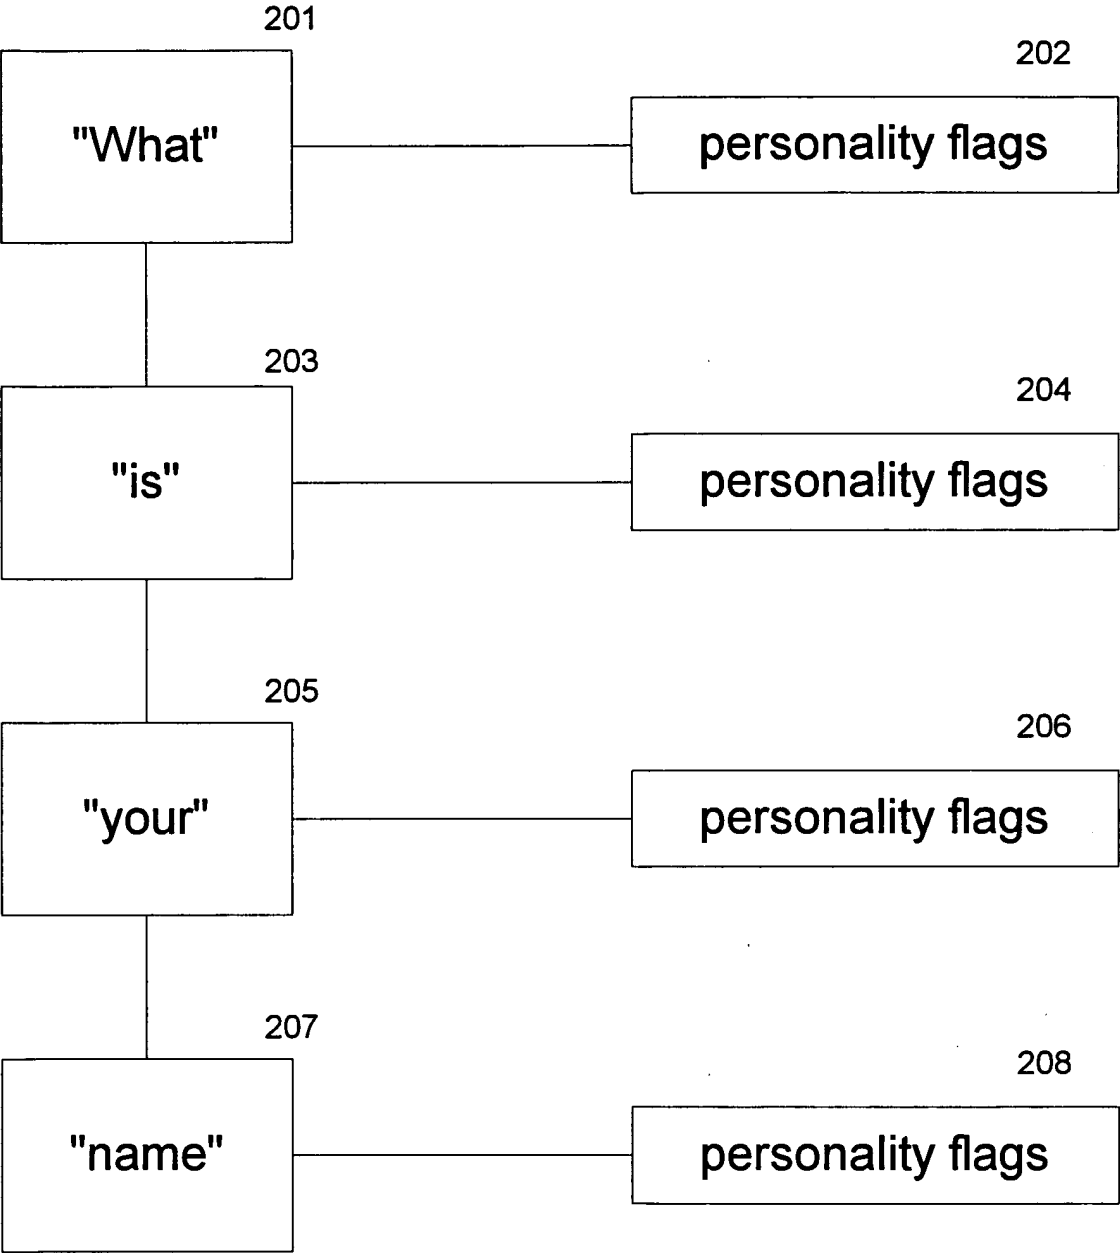 201
202
"What"
personality flags
203
204
"is"
personality flags
205
206
"your"
personality flags
207
208
"name"
personality flags